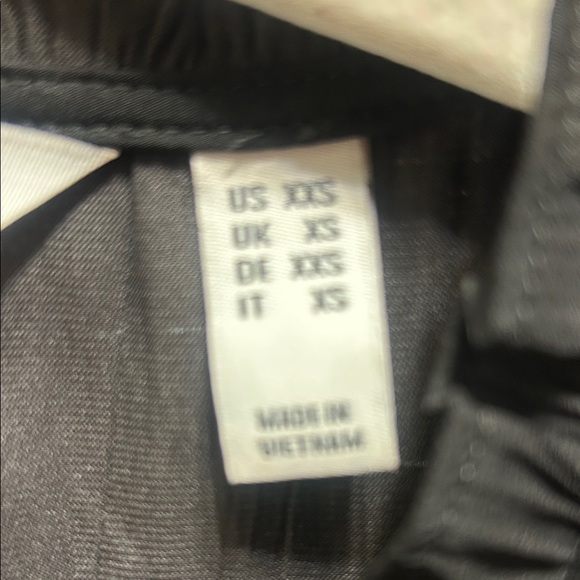 US XXS
UK XS
DE XXS
IT XS
MADE IN
VIETNAM